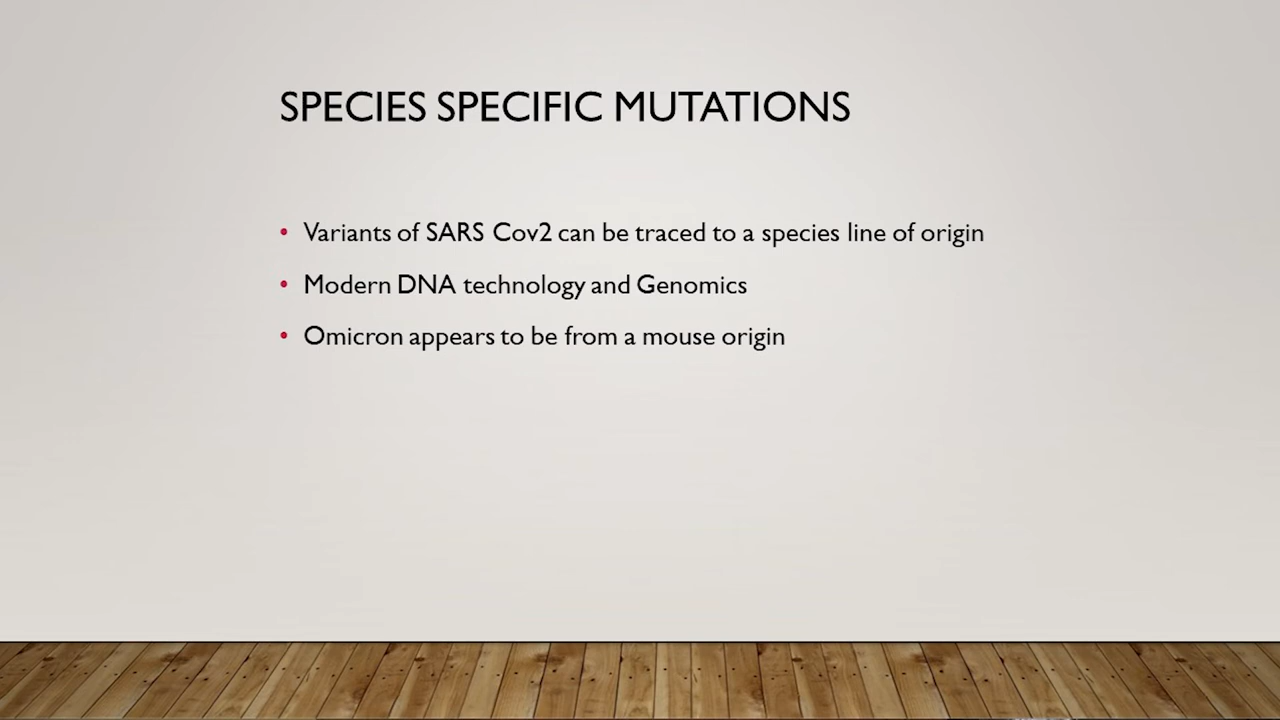 SPECIES SPECIFIC MUTATIONS
• Variants of SARS Cov2 can be traced to a species line of origin
• Modern DNA technology and Genomics
• Omicron appears to be from a mouse origin